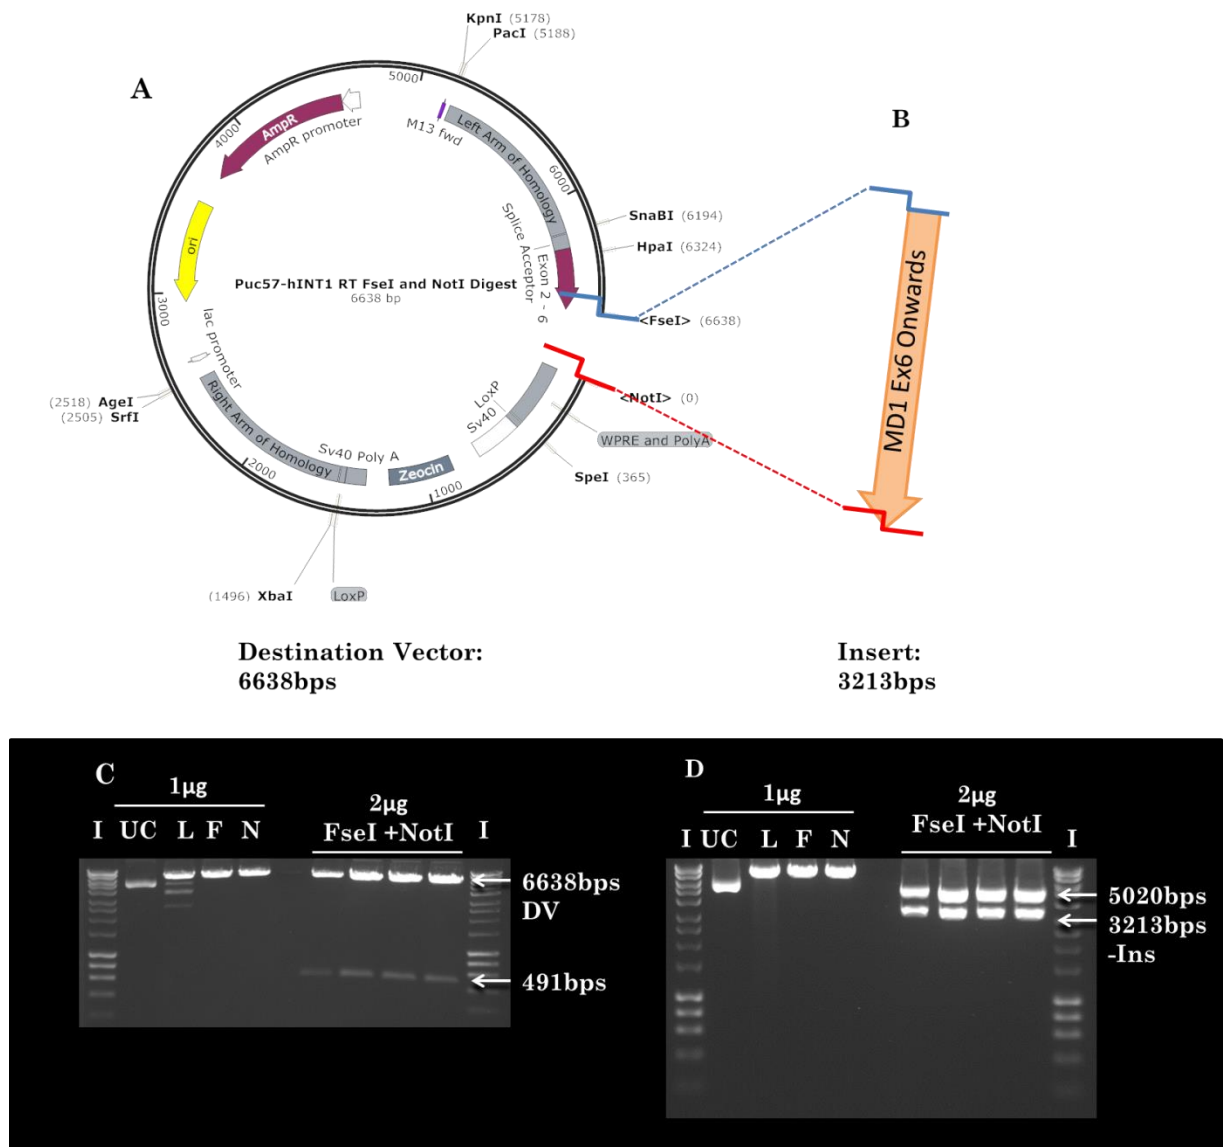 KpnI (5178)
PacI (5188)
A
5000
4000
AmpR
AmpR promoter
M13 fwd
Left Arm of Homology
6000
B
SnaBI (6194)
HpaI (6324)
Splice Acceptor
Exon 2 - 6
ori
Puc57-hINT1 RT FseI and NotI Digest
6638 bp
<FseI> (6638)
3000
lac promoter
MD1 Ex6 Onwards
(2518) AgeI
(2505) SrfI
<NotI> (0)
LoxP
Sv40
WPRE and PolyA
Right Arm of Homology
Sv40 Poly A
Zeocin
SpeI (365)
2000
1000
(1496) XbaI
LoxP
Destination Vector:
6638bps
Insert:
3213bps
C
1µg
2µg
I UC L F N FseI +NotI I
6638bps
DV
491bps
D
1µg
2µg
I UC L F N FseI +NotI I
5020bps
3213bps
-Ins